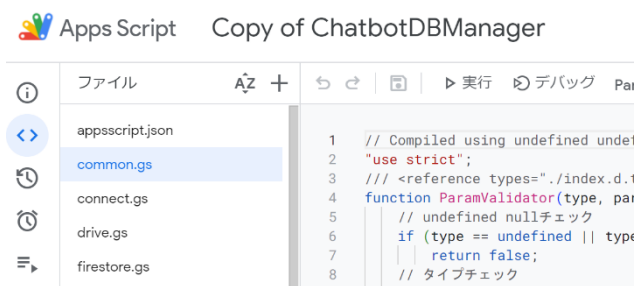 Apps Script Copy of ChatbotDBManager
ファイル AZ 実行 デバッグ Par
appsscript.json
common.gs
connect.gs
drive.gs
firestore.gs
1 // Compiled using undefined undef
2 "use strict";
3 /// <reference types="./index.d.t
4 function ParamValidator(type, par
5 // undefined nullチェック
6 if (type == undefined || type
7 return false;
8 // タイプチェック